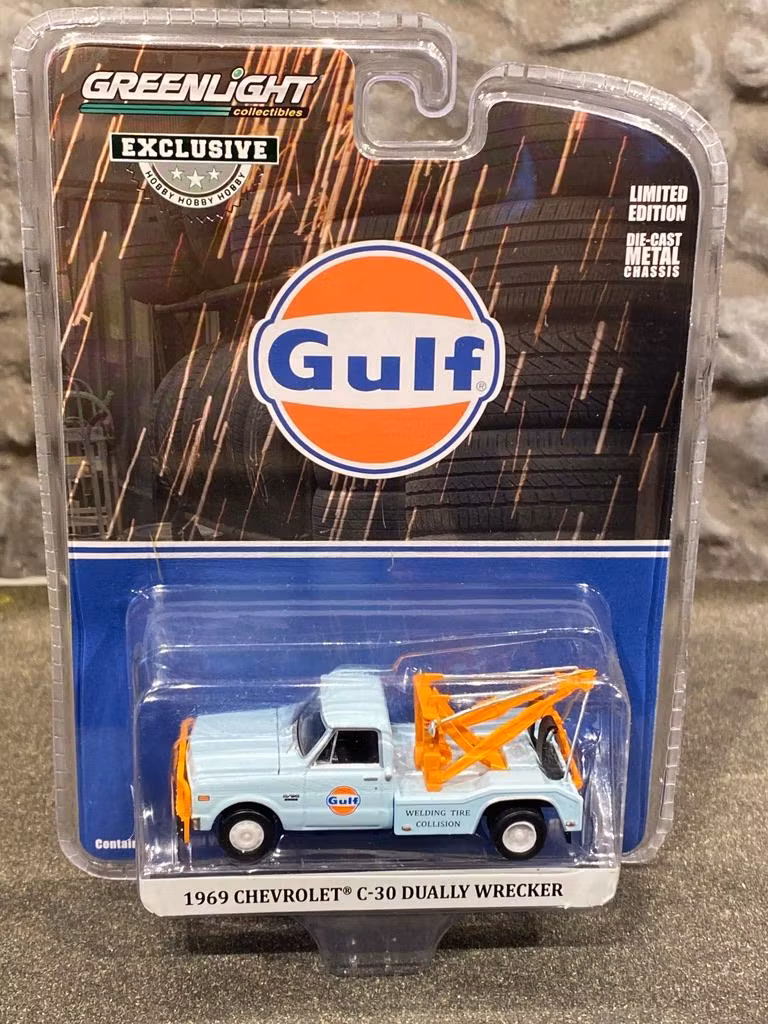 GREENLiGHT
collectibles
EXCLUSIVE
HOBBY HOBBY HOBBY
LIMITED
EDITION
DIE-CAST
METAL
CHASSIS
Gulf®
Gulf
WELDING TIRE
COLLISION
1969 CHEVROLET® C-30 DUALLY WRECKER